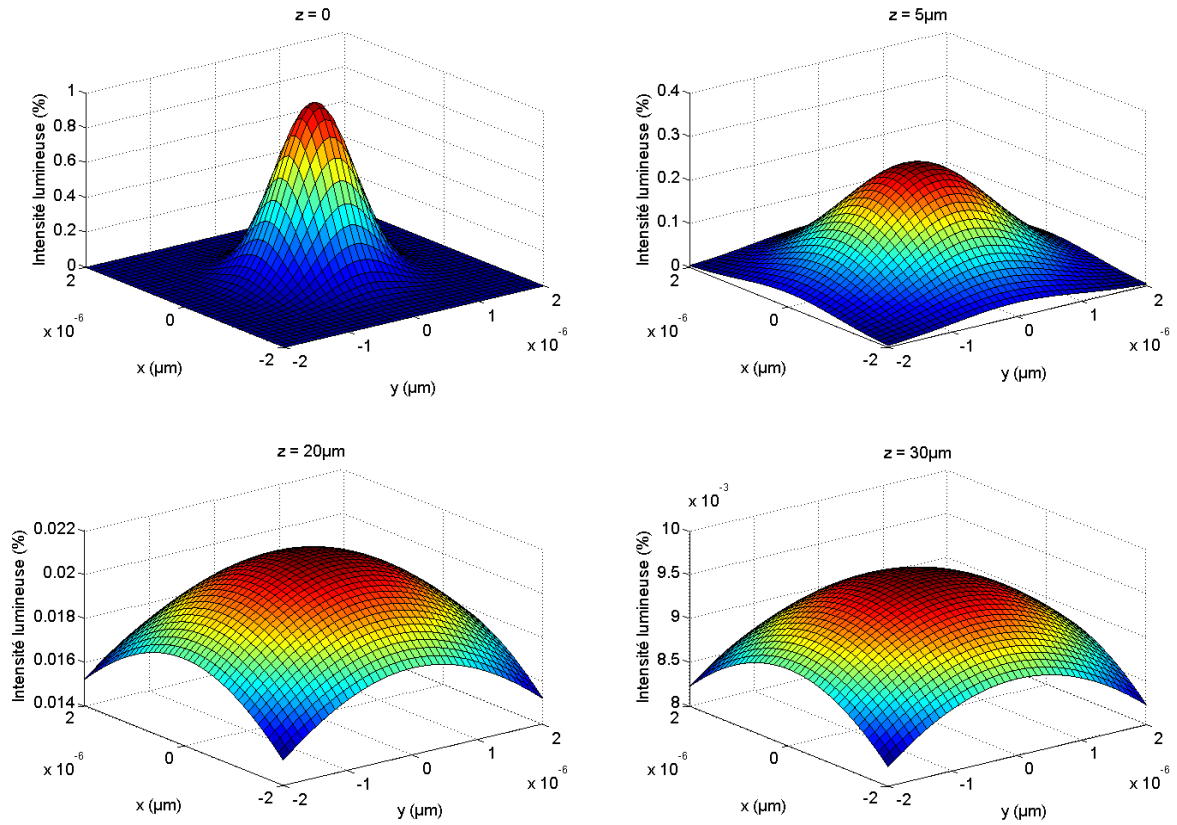 z = 0
Intensité lumineuse (%)
1
0.8
0.6
0.4
0.2
0
2
0
-2
x 10^-6
x (µm)
-2
-1
0
1
2
x 10^-6
y (µm)
z = 5µm
Intensité lumineuse (%)
0.4
0.3
0.2
0.1
0
2
0
-2
x 10^-6
x (µm)
-2
-1
0
1
2
x 10^-6
y (µm)
z = 20µm
Intensité lumineuse (%)
0.022
0.02
0.018
0.016
0.014
2
0
-2
x 10^-6
x (µm)
-2
-1
0
1
2
x 10^-6
y (µm)
z = 30µm
x 10^-3
Intensité lumineuse (%)
10
9.5
9
8.5
8
2
0
-2
x 10^-6
x (µm)
-2
-1
0
1
2
x 10^-6
y (µm)